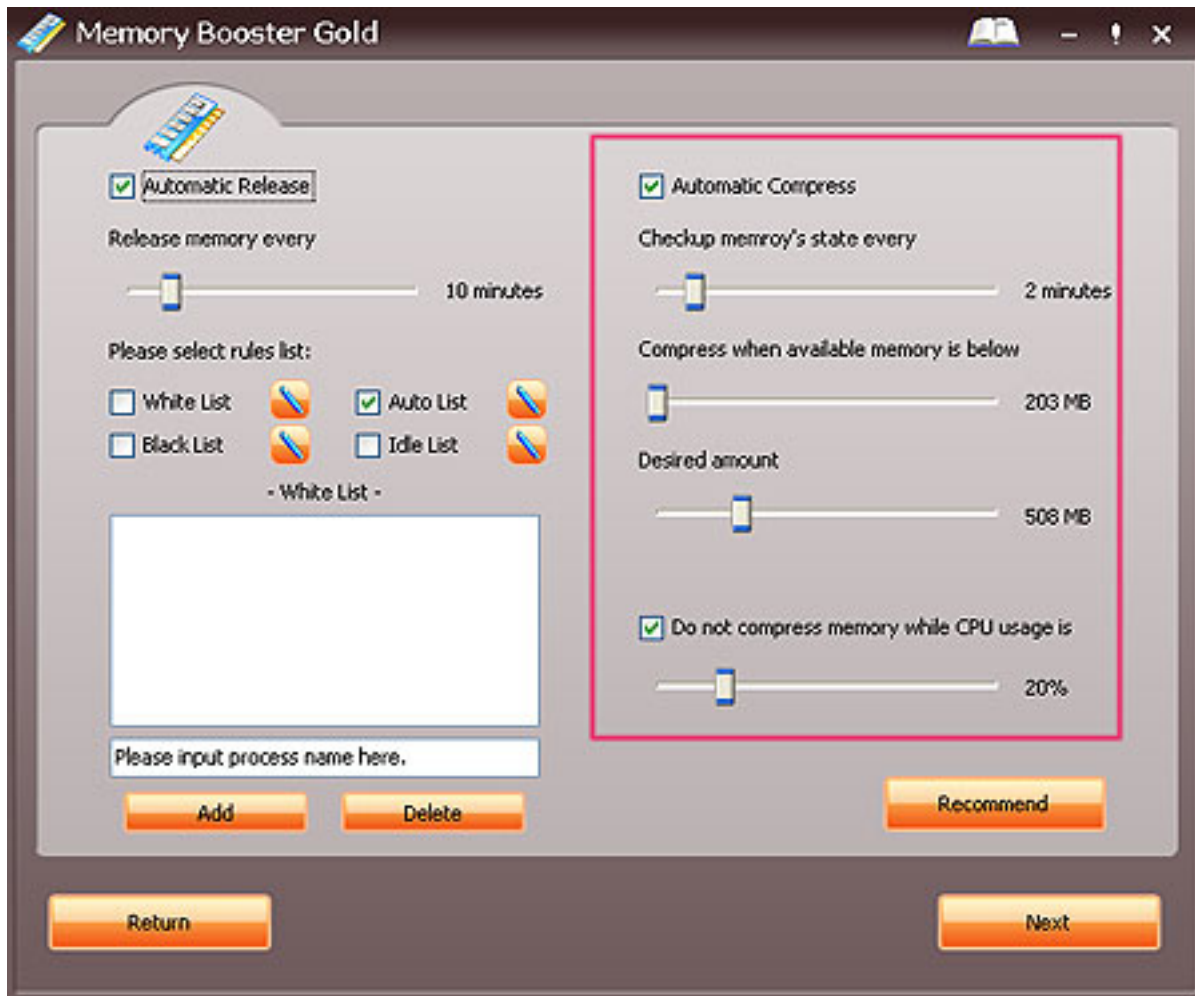 Memory Booster Gold
Automatic Release
Release memory every
10 minutes
Please select rules list:
White List
Auto List
Black List
Idle List
- White List -
Please input process name here.
Add
Delete
Automatic Compress
Checkup memroy's state every
2 minutes
Compress when available memory is below
203 MB
Desired amount
508 MB
Do not compress memory while CPU usage is
20%
Recommend
Return
Next